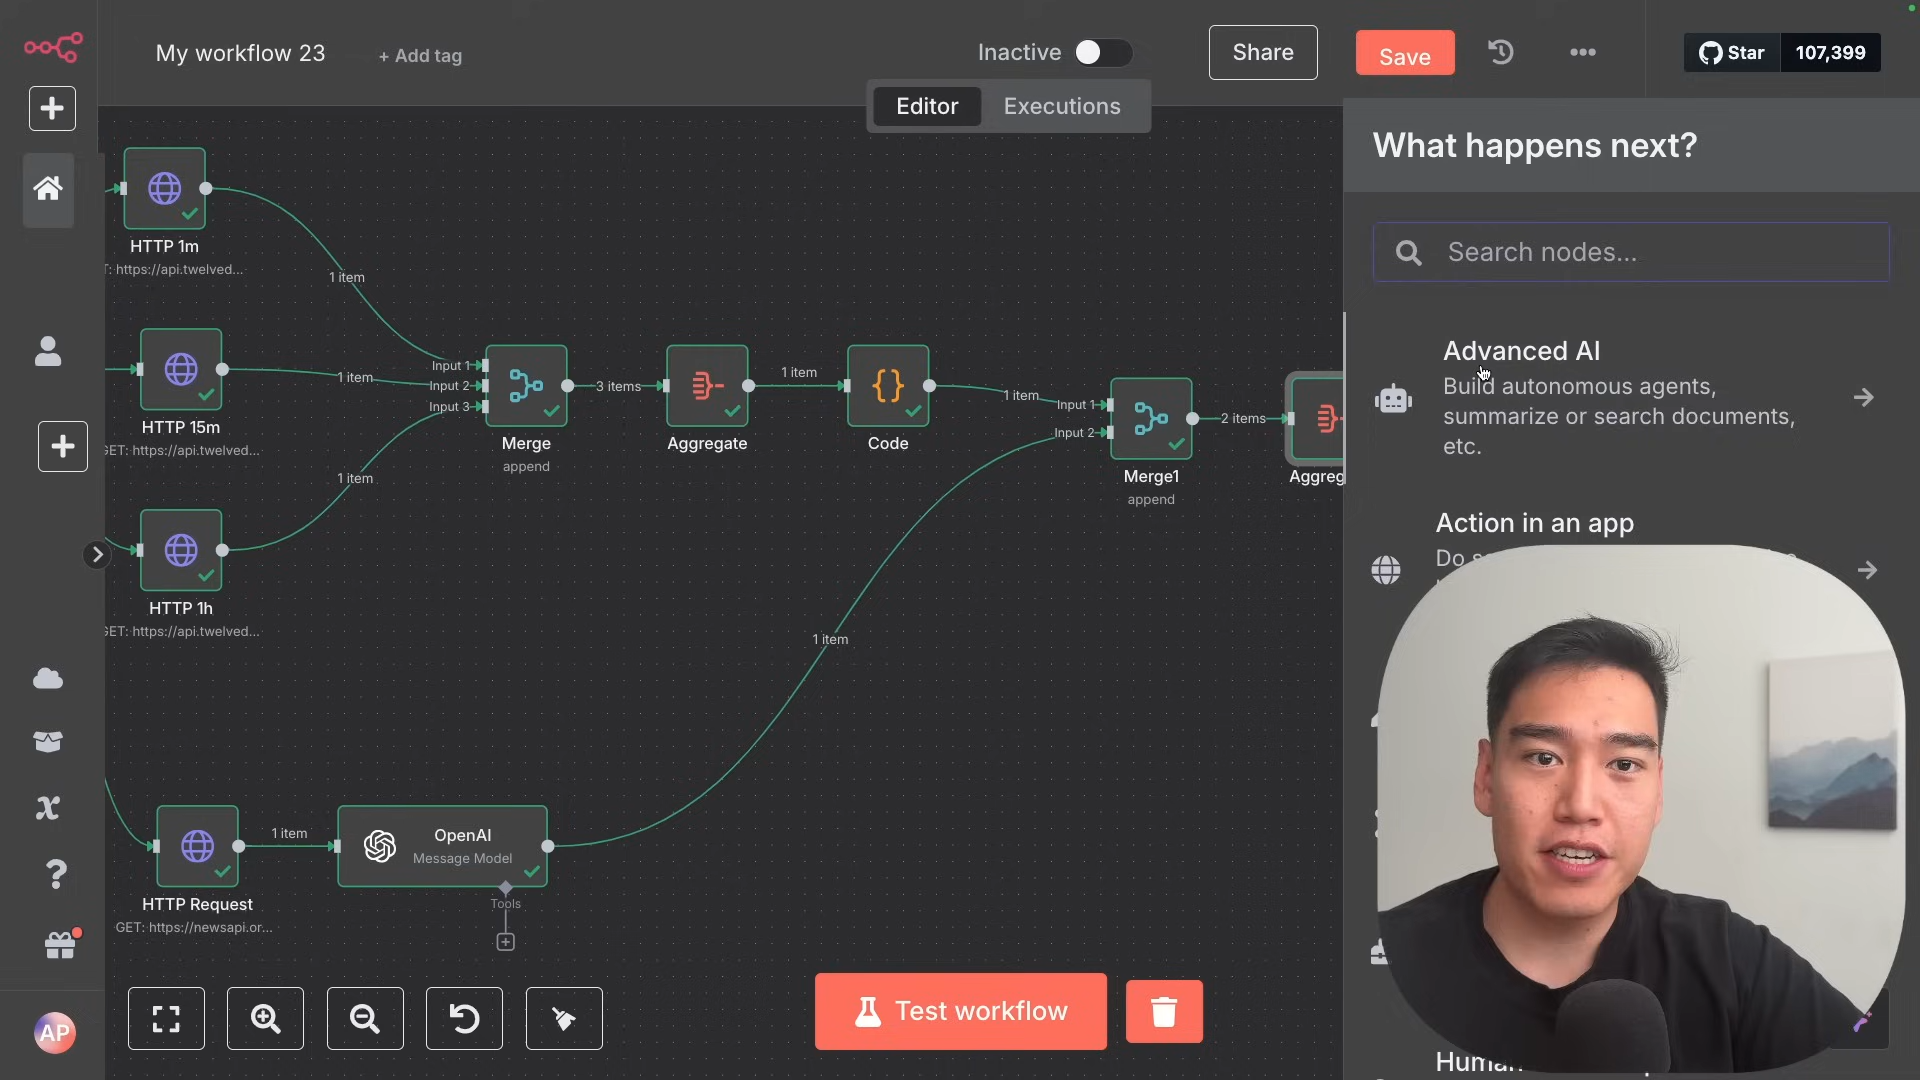 My workflow 23
+ Add tag
Inactive
Share
Save
Star
107,399
Editor
Executions
What happens next?
Search nodes...
Advanced AI
Build autonomous agents,
summarize or search documents,
etc.
Action in an app
HTTP 1m
T: https://api.twelved...
1 item
HTTP 15m
GET: https://api.twelved...
1 item
HTTP 1h
GET: https://api.twelved...
1 item
Input 1
Input 2
Input 3
Merge
append
3 items
Aggregate
1 item
Code
1 item
Input 1
Input 2
Merge1
append
2 items
Aggreg
1 item
HTTP Request
GET: https://newsapi.or...
1 item
OpenAI
Message Model
Tools
Test workflow
AP